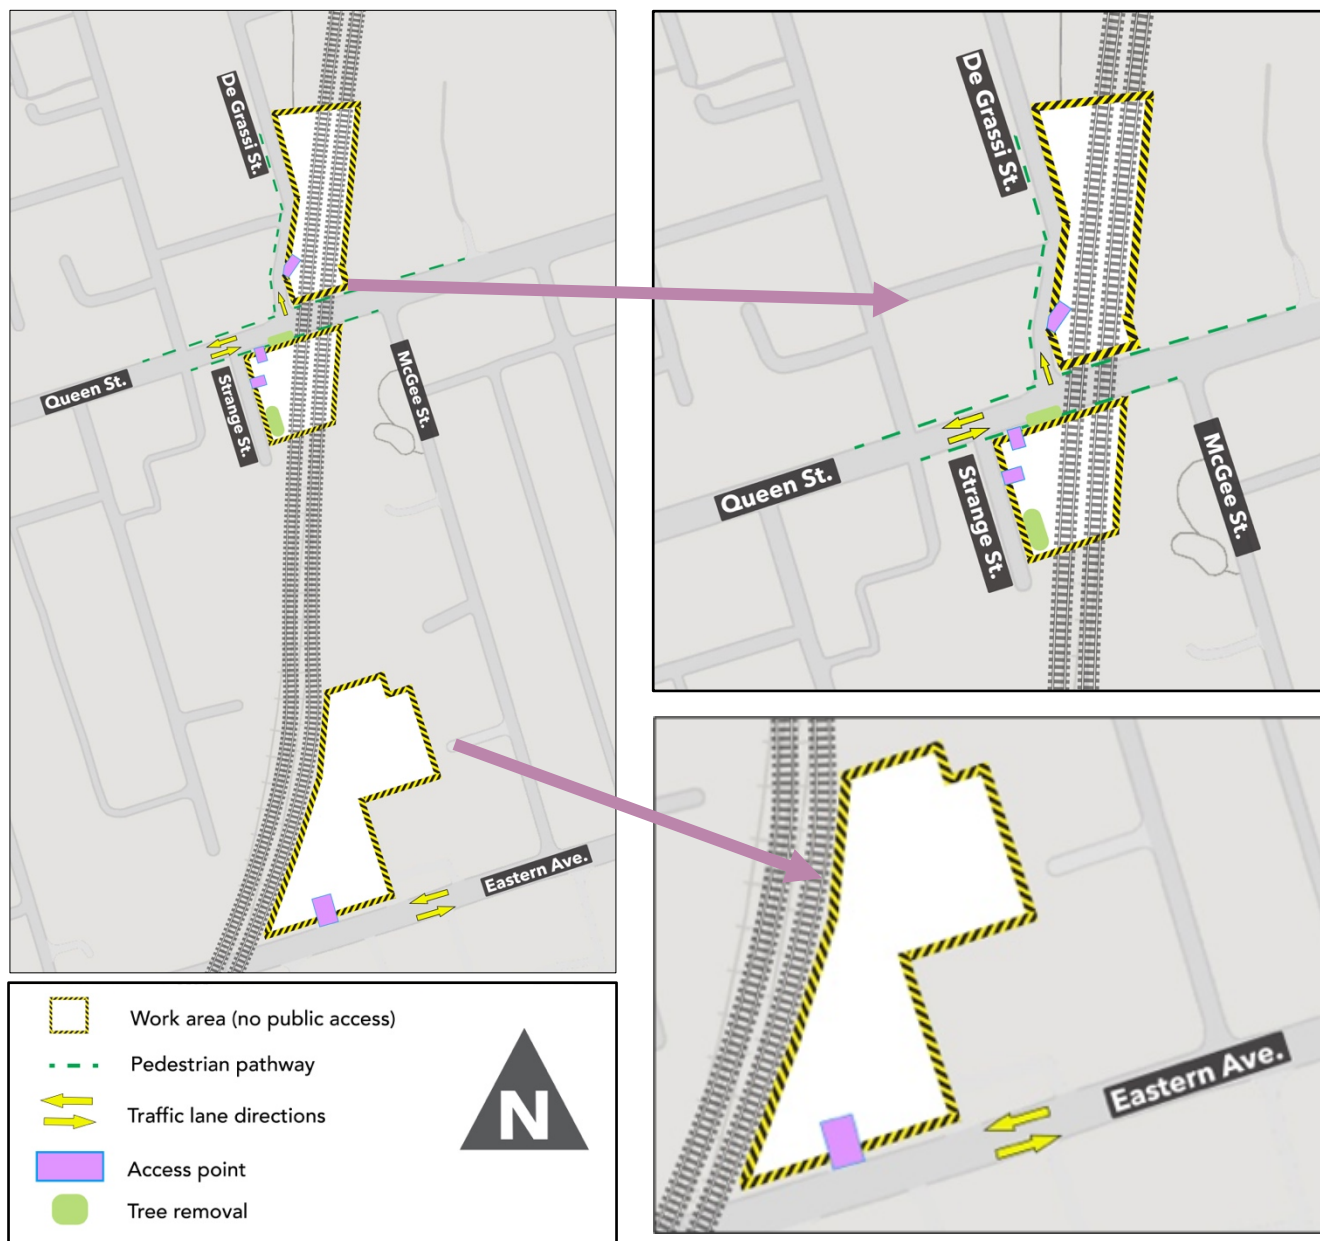 De Grassi St.
Queen St.
Strange St.
McGee St.
Eastern Ave.
De Grassi St.
Queen St.
Strange St.
McGee St.
Eastern Ave.
Work area (no public access)
Pedestrian pathway
Traffic lane directions
Access point
Tree removal
N